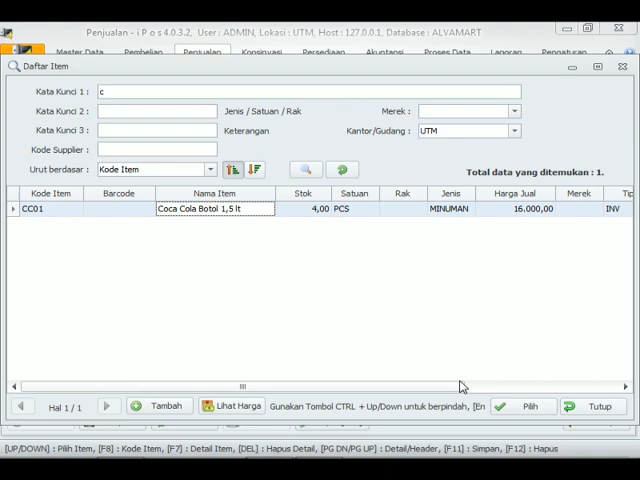 Penjualan - i P o s 4.0.3.2, User : ADMIN, Lokasi : UTM, Host : 127.0.0.1, Database : ALVAMART
Master Data Pembelian Penjualan Konsinyasi Persediaan Akuntansi Proses Data Laporan Pengaturan
Daftar Item
Kata Kunci 1 : c
Kata Kunci 2 : Jenis / Satuan / Rak Merek :
Kata Kunci 3 : Keterangan Kantor/Gudang : UTM
Kode Supplier :
Urut berdasar : Kode Item Total data yang ditemukan : 1.
Kode Item Barcode Nama Item Stok Satuan Rak Jenis Harga Jual Merek Tip
CC01 Coca Cola Botol 1,5 lt 4,00 PCS MINUMAN 16.000,00 INV
Hal 1 / 1 Tambah Lihat Harga Gunakan Tombol CTRL +Up/Down untuk berpindah, [En Pilih Tutup
[UP/DOWN] : Pilih Item, [F8] : Kode Item, [F7] : Detail Item, [DEL] : Hapus Detail, [PG DN/PG UP] : Detail/Header, [F11] : Simpan, [F12] : Hapus